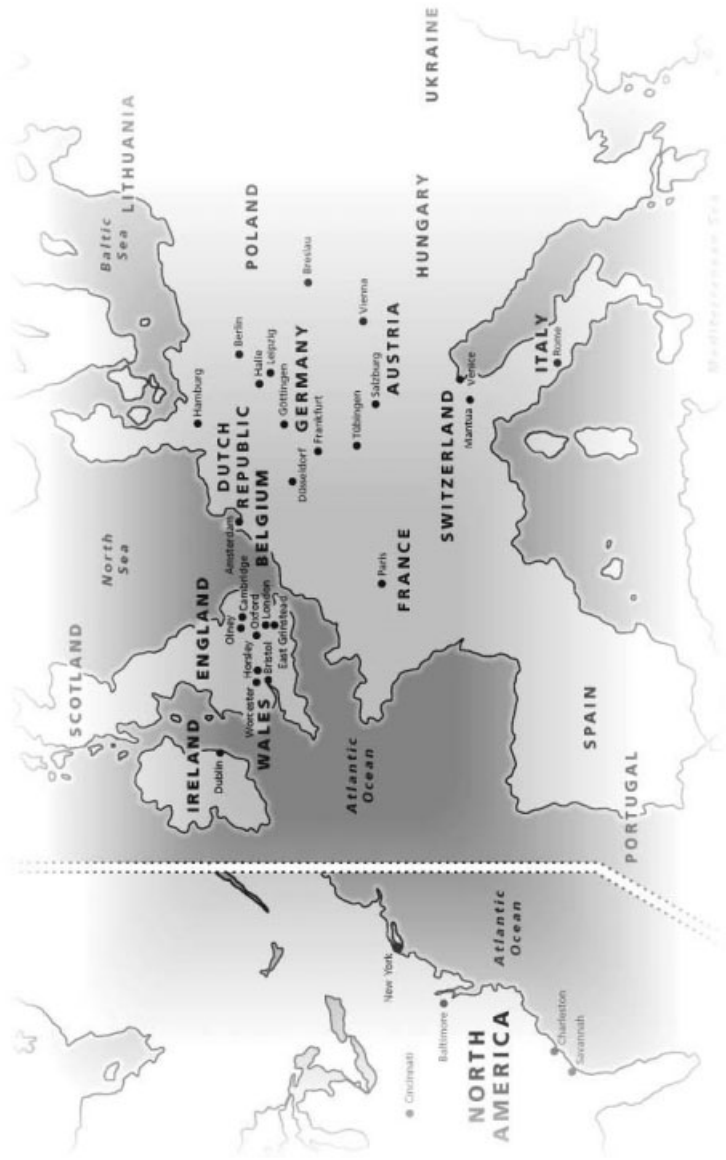 SCOTLAND
North
Sea
Baltic
Sea
LITHUANIA
IRELAND
Dublin
ENGLAND
Olney
Cambridge
Worcester
Horsley
Oxford
WALES
Bristol
London
East Grinstead
Amsterdam
DUTCH
REPUBLIC
BELGIUM
Hamburg
Berlin
Halle
Leipzig
Göttingen
GERMANY
Düsseldorf
Frankfurt
POLAND
Breslau
Tübingen
Vienna
Salzburg
AUSTRIA
HUNGARY
UKRAINE
Atlantic
Ocean
Paris
FRANCE
SWITZERLAND
Mantua
Venice
ITALY
Rome
SPAIN
PORTUGAL
Mediterranean Sea
New York
Atlantic
Ocean
Baltimore
Cincinnati
NORTH
AMERICA
Charleston
Savannah